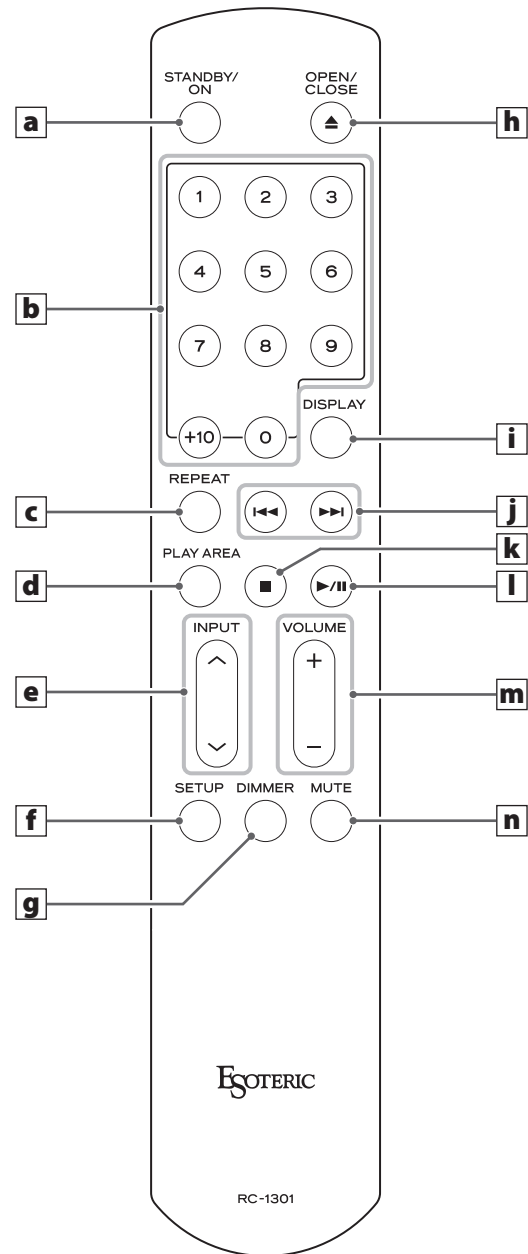 STANDBY/
ON
OPEN/
CLOSE
a
h
1 2 3
4 5 6
b
7 8 9
DISPLAY
+10 0
i
REPEAT
c
j
k
PLAY AREA
d
l
INPUT VOLUME
+
e
m
−
SETUP DIMMER MUTE
f
n
g
ESOTERIC
RC-1301